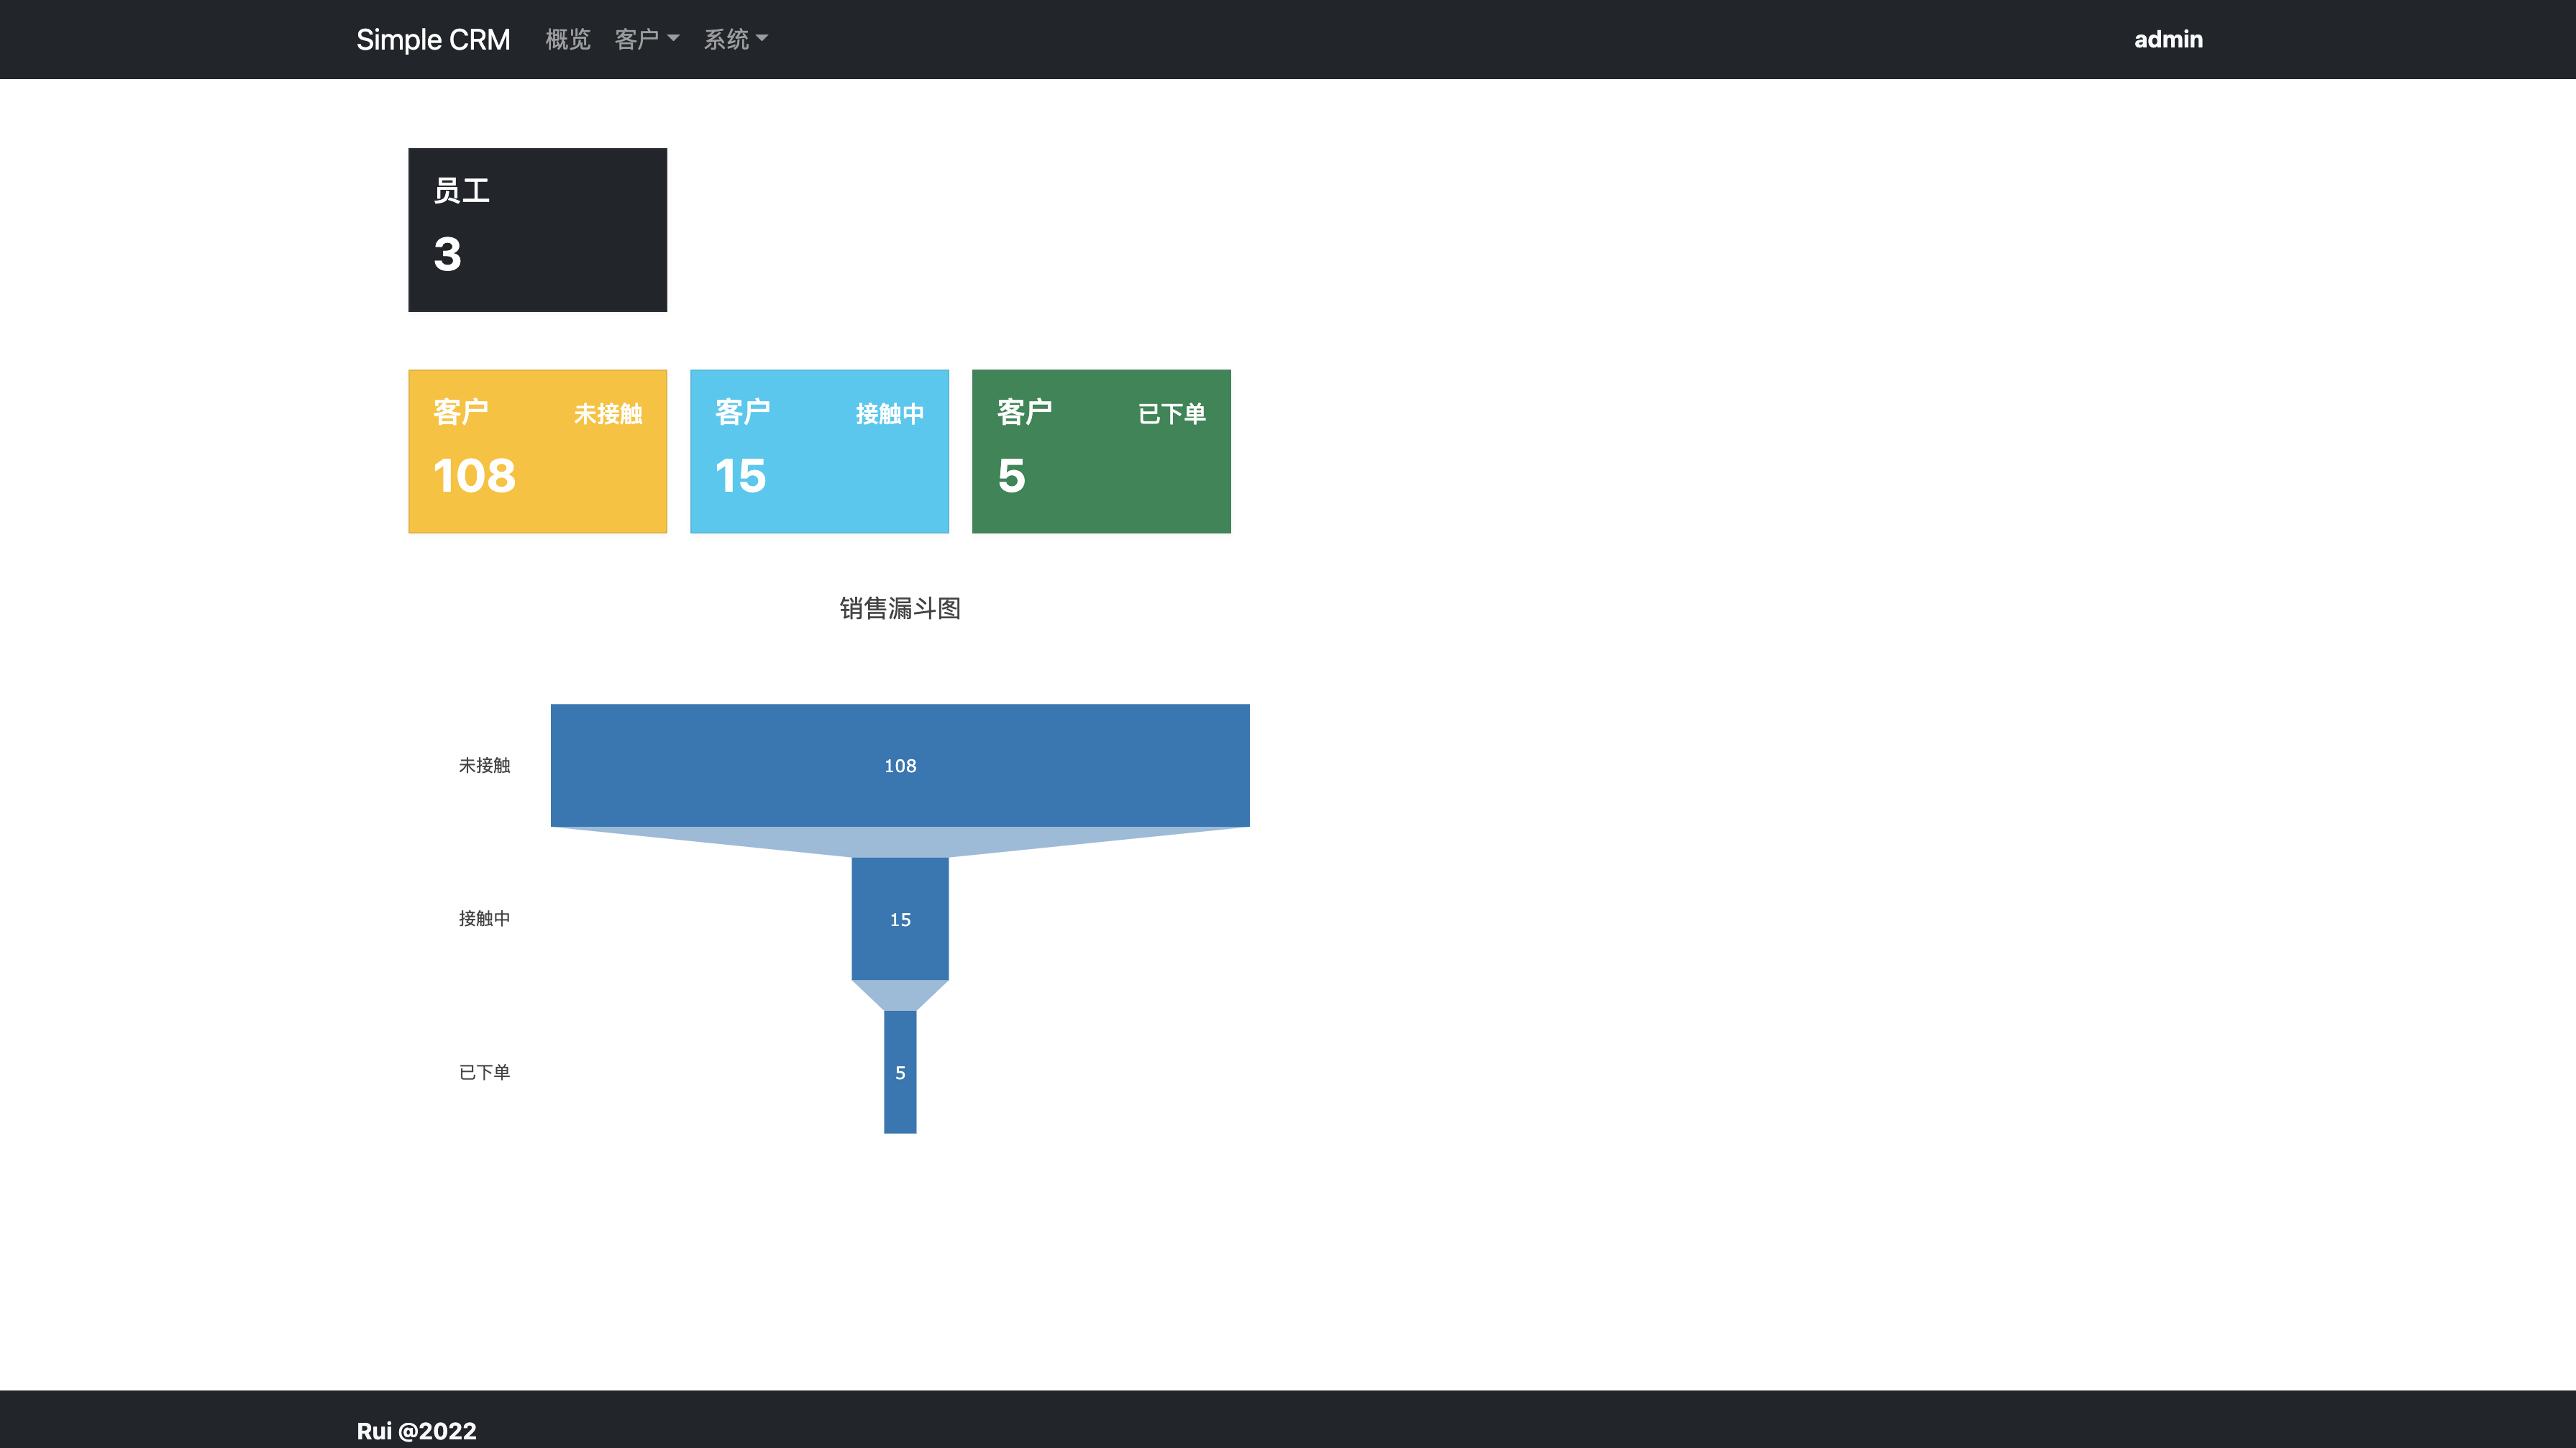 Simple CRM 概览 客户 系统 admin
员工
3
客户 未接触
108
客户 接触中
15
客户 已下单
5
销售漏斗图
未接触 108
接触中 15
已下单 5
Rui @2022